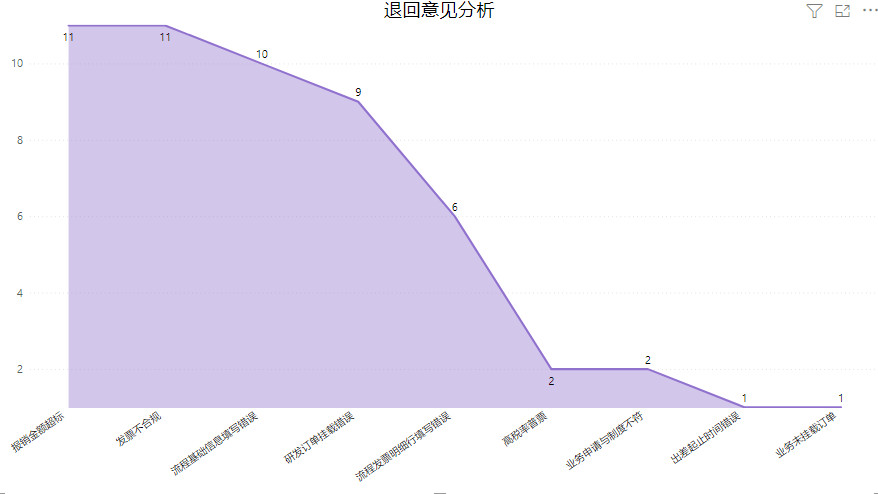 退回意见分析
11
11
10
9
6
2
2
1
1
10
8
6
4
2
报销金额超标
发票不合规
流程基础信息填写错误
研发订单挂载错误
流程发票明细行填写错误
高税率普票
业务申请与制度不符
出差起止时间错误
业务未挂载订单